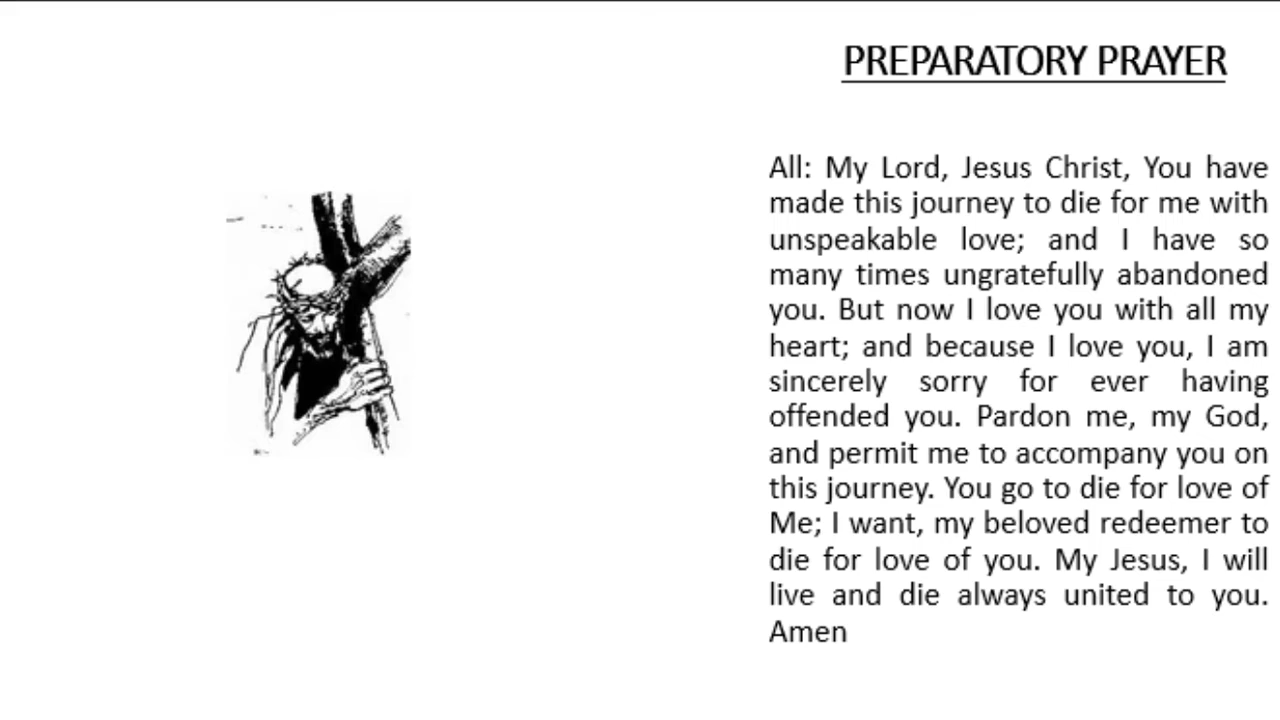 PREPARATORY PRAYER
All: My Lord, Jesus Christ, You have
made this journey to die for me with
unspeakable love; and I have so
many times ungratefully abandoned
you. But now I love you with all my
heart; and because I love you, I am
sincerely sorry for ever having
offended you. Pardon me, my God,
and permit me to accompany you on
this journey. You go to die for love of
Me; I want, my beloved redeemer to
die for love of you. My Jesus, I will
live and die always united to you.
Amen